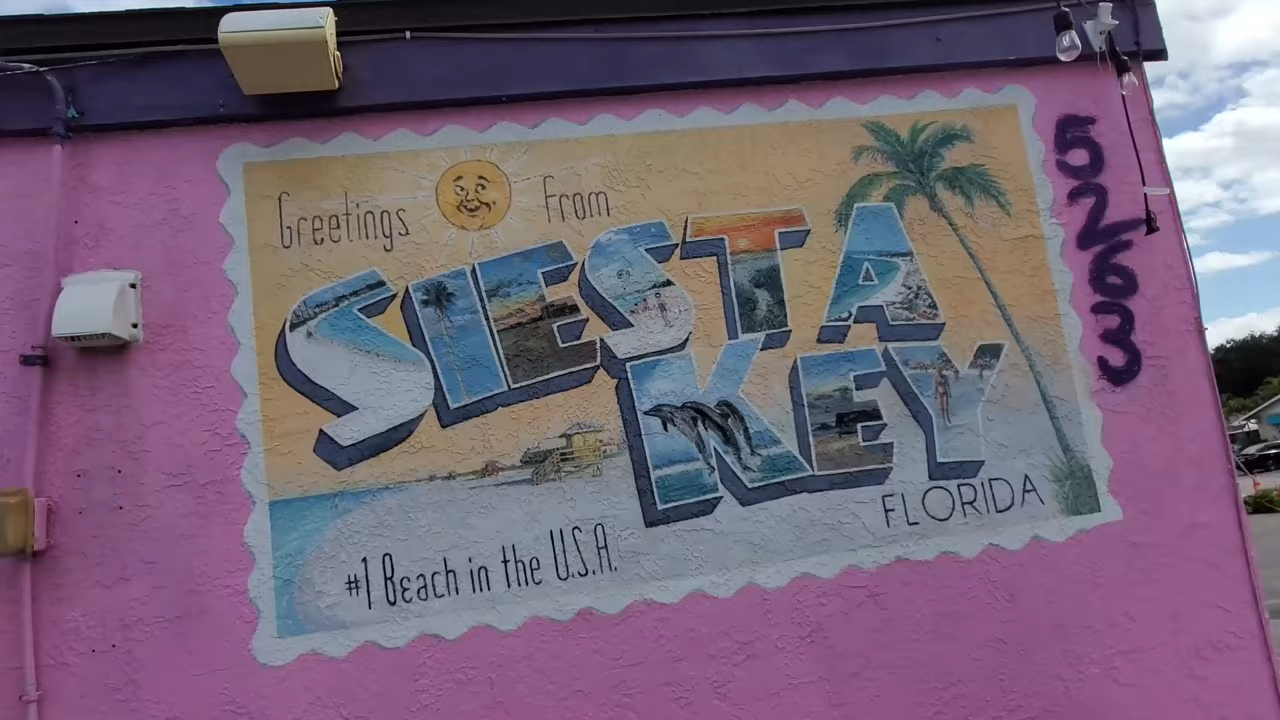 Greetings From
SIESTA
KEY
FLORIDA
#1 Beach in the U.S.A.
5263